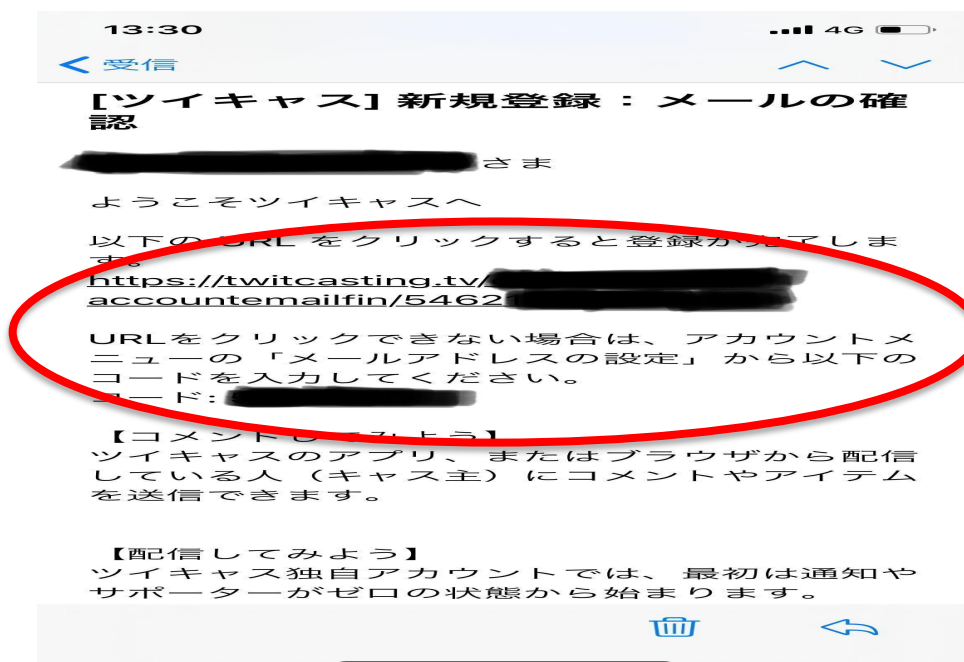 13:30
4G
受信
[ツイキャス] 新規登録：メールの確
認
さま
ようこそツイキャスへ
以下の URL をクリックすると登録が完了しま
す。
https://twitcasting.tv/
accountemailfin/5462
URLをクリックできない場合は、アカウントメ
ニューの「メールアドレスの設定」から以下の
コードを入力してください。
コード:
【コメントしてみよう】
ツイキャスのアプリ、またはブラウザから配信
している人（キャス主）にコメントやアイテム
を送信できます。
【配信してみよう】
ツイキャス独自アカウントでは、最初は通知や
サポーターがゼロの状態から始まります。